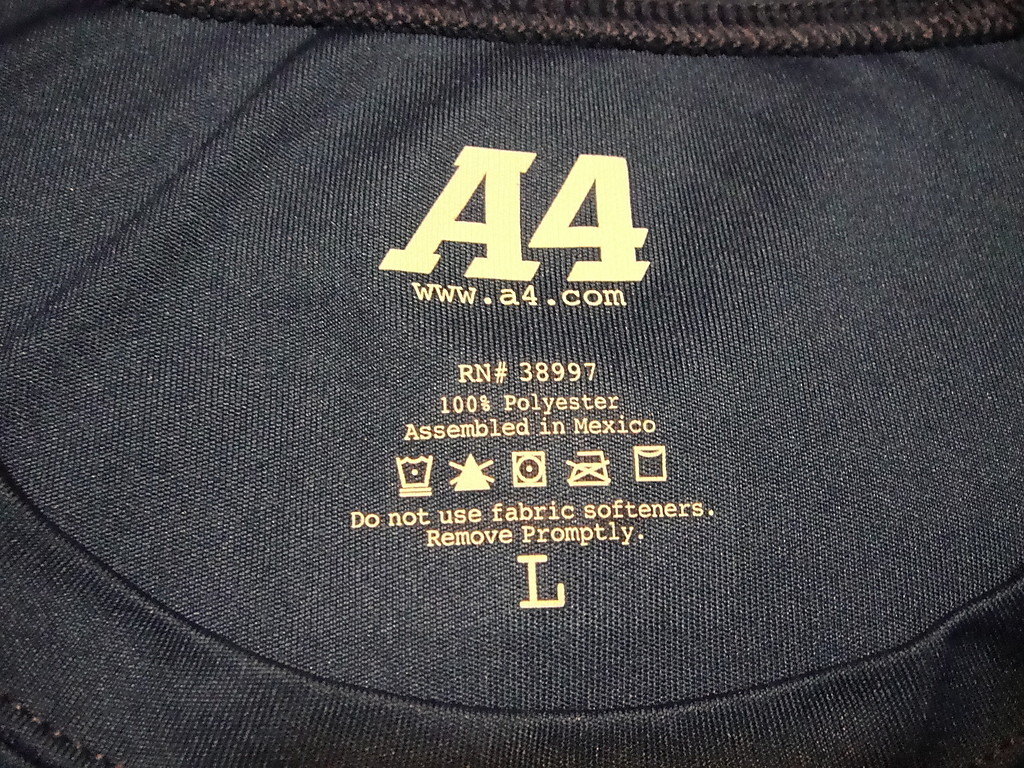 A4
www.a4.com
RN# 38997
100% Polyester
Assembled in Mexico
Do not use fabric softeners.
Remove Promptly.
L